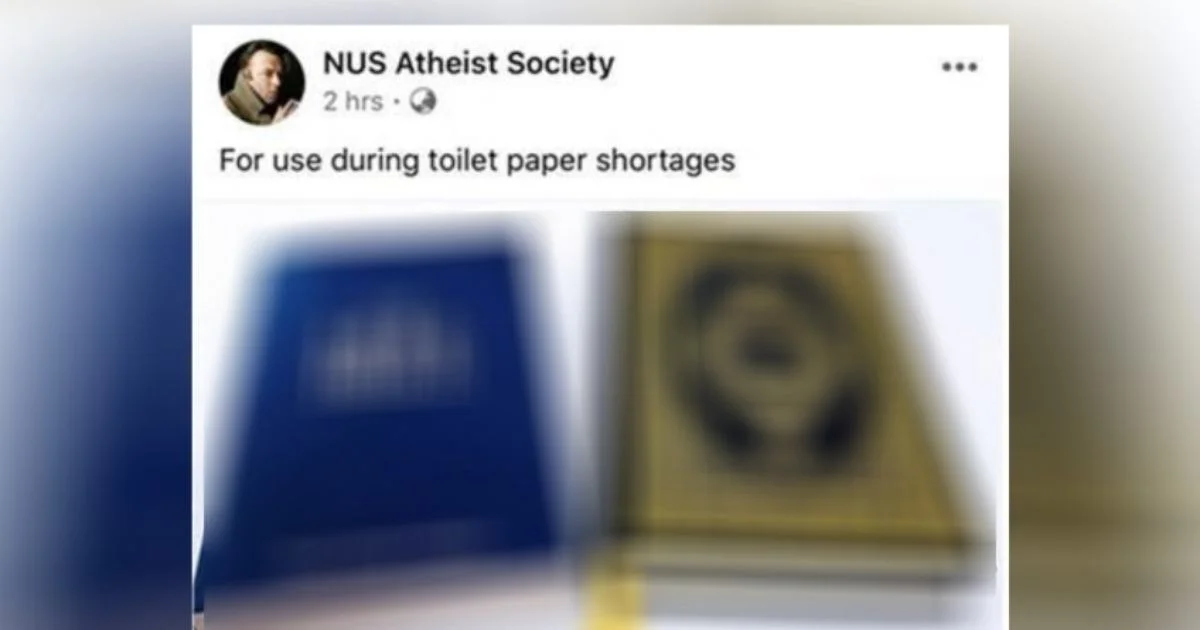 NUS Atheist Society
2 hrs ·
For use during toilet paper shortages